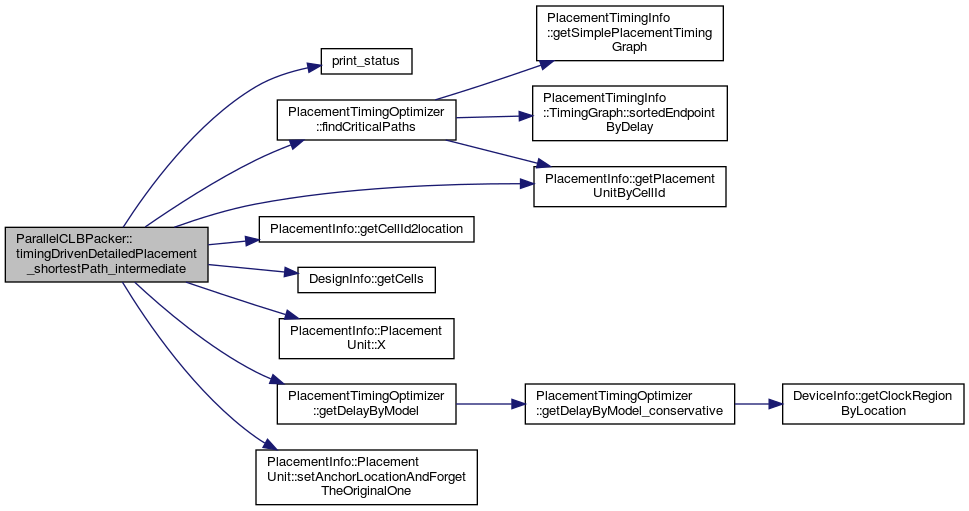 ParallelCLBPacker::
timingDrivenDetailedPlacement
_shortestPath_intermediate
print_status
PlacementTimingOptimizer
::findCriticalPaths
PlacementTimingInfo
::getSimplePlacementTiming
Graph
PlacementTimingInfo
::TimingGraph::sortedEndpoint
ByDelay
PlacementInfo::getPlacement
UnitByCellId
PlacementInfo::getCellId2location
DesignInfo::getCells
PlacementInfo::Placement
Unit::X
PlacementTimingOptimizer
::getDelayByModel
PlacementTimingOptimizer
::getDelayByModel_conservative
DeviceInfo::getClockRegion
ByLocation
PlacementInfo::Placement
Unit::setAnchorLocationAndForget
TheOriginalOne